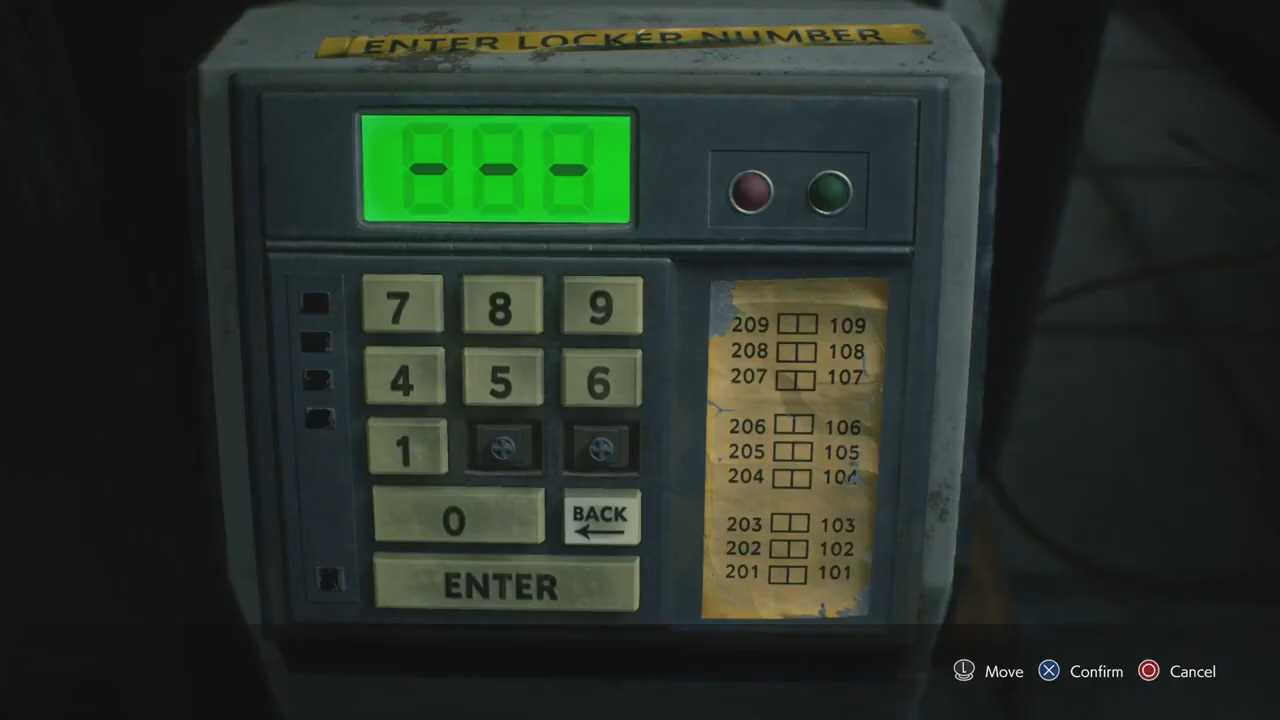 ENTER LOCKER NUMBER
- - -
7 8 9
4 5 6
1
0 BACK
ENTER
209 109
208 108
207 107
206 106
205 105
204 104
203 103
202 102
201 101
L Move Confirm Cancel